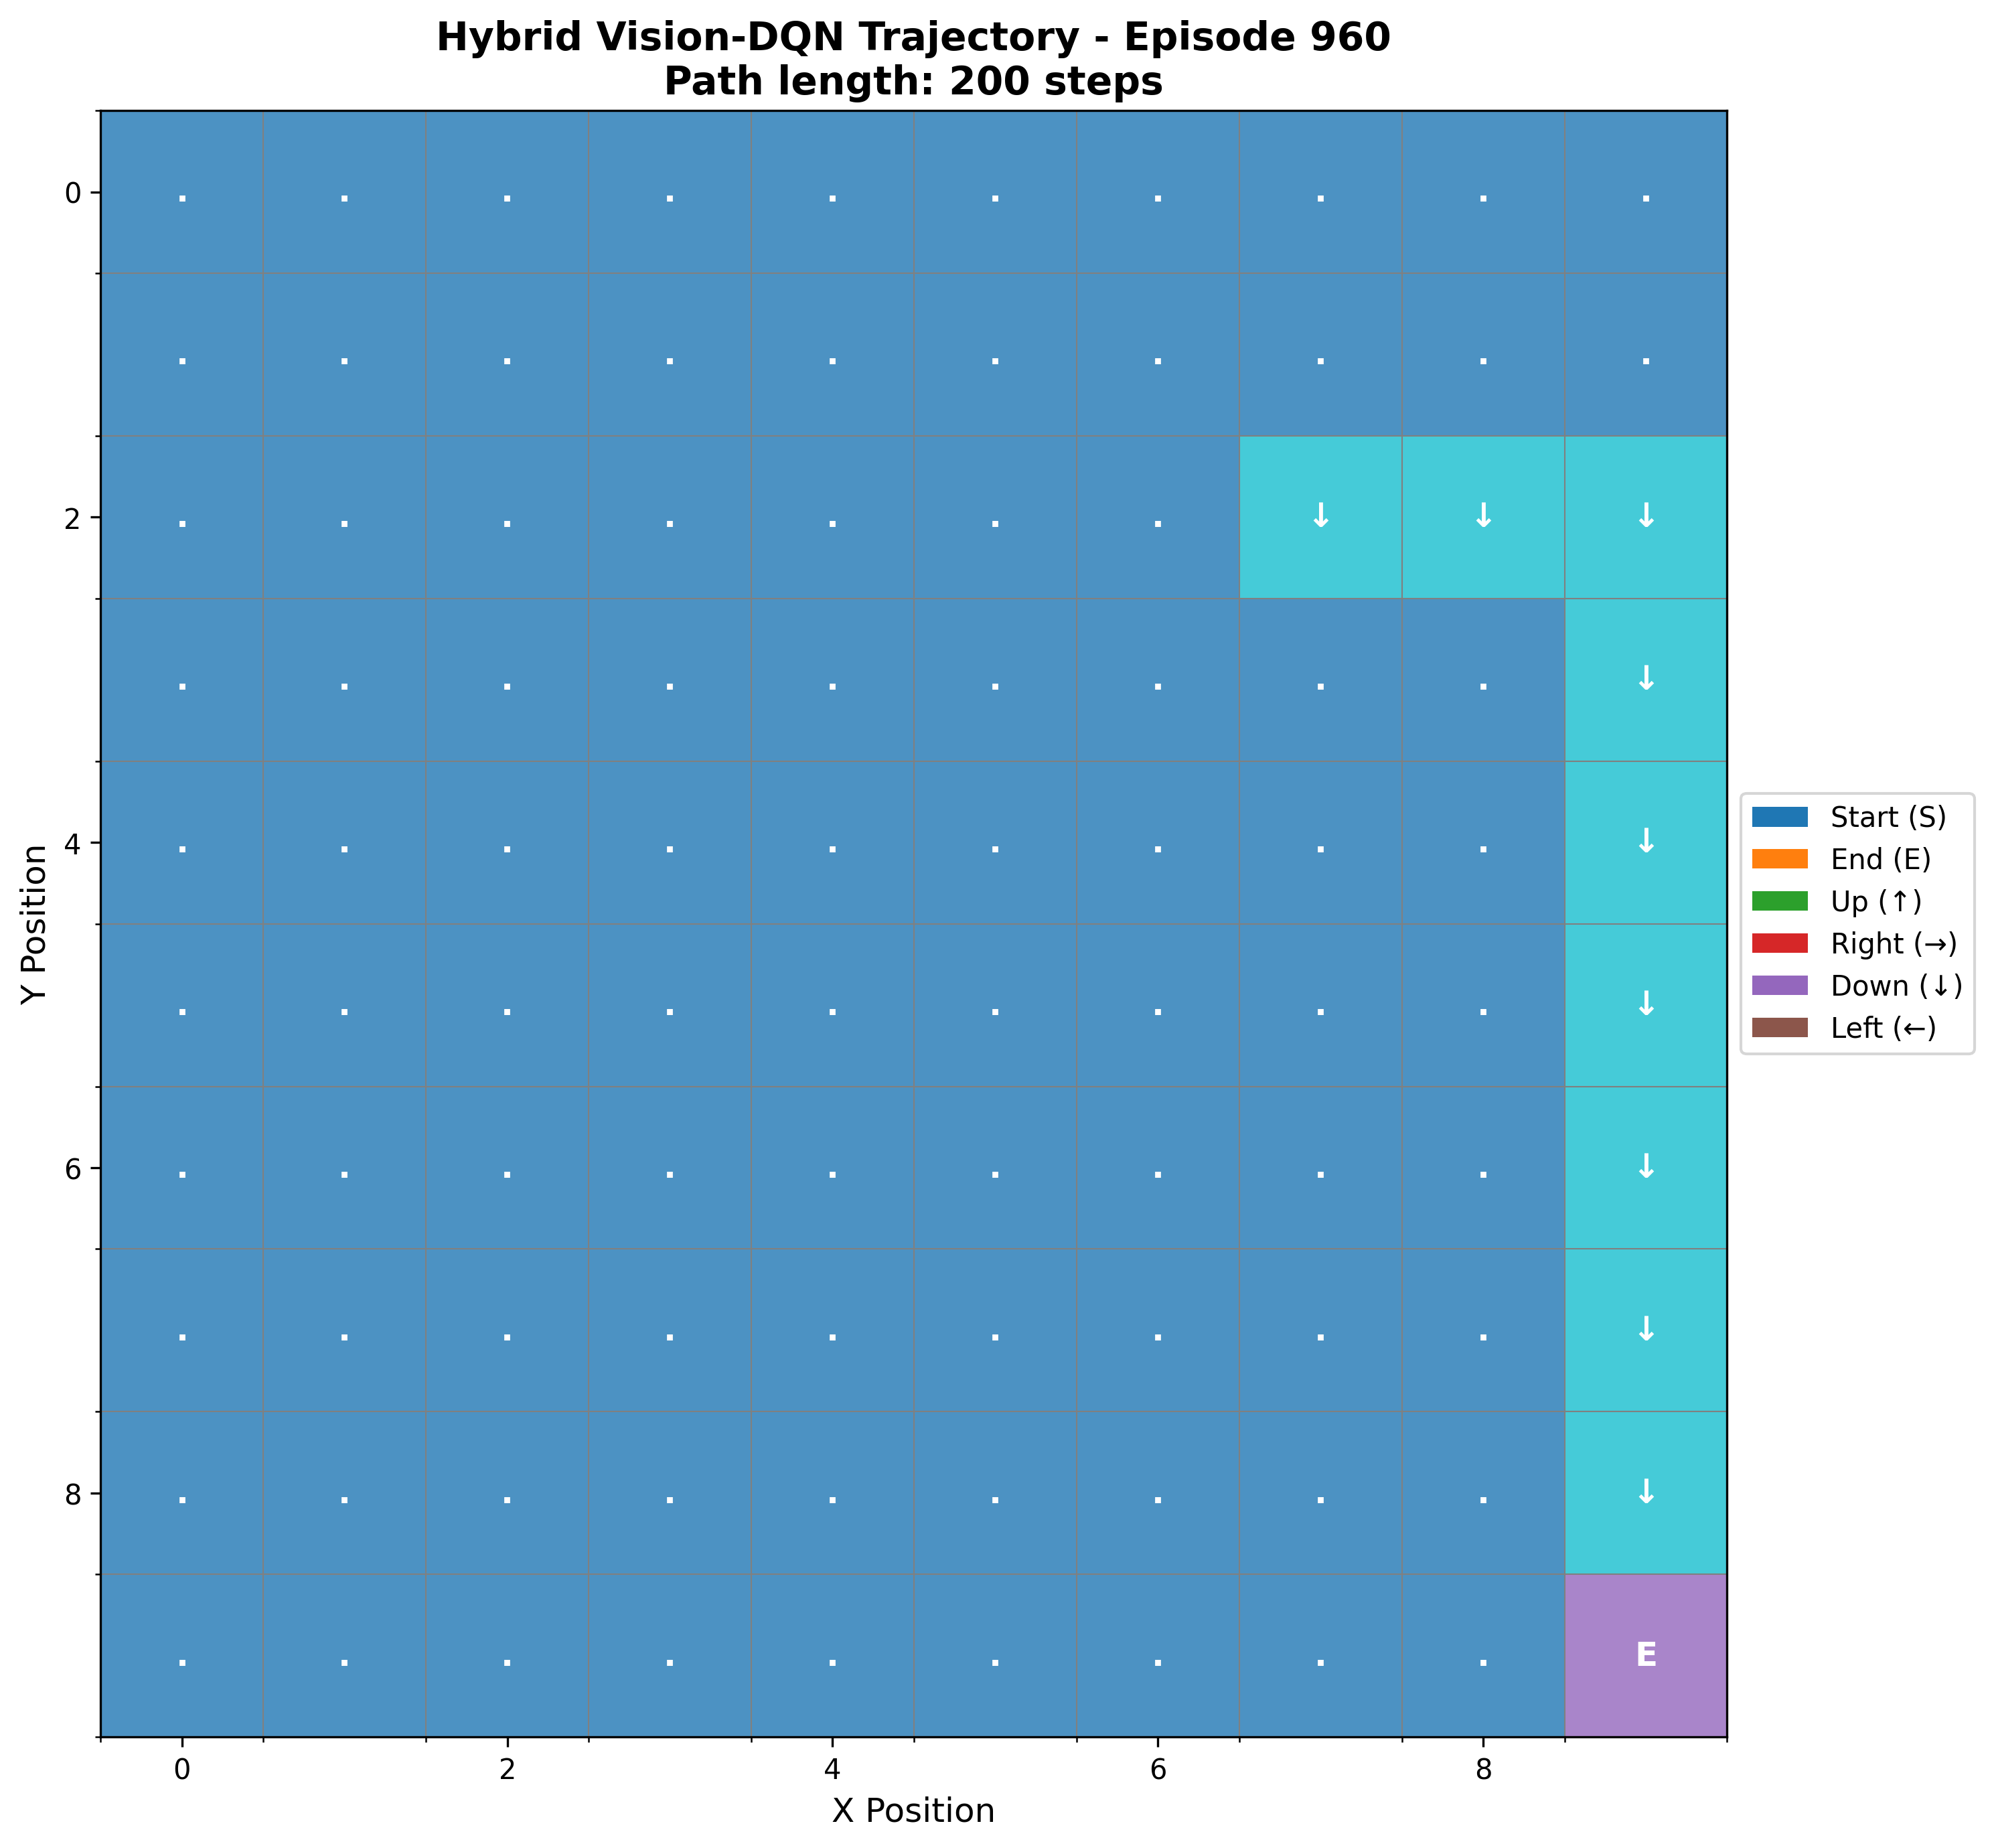 Hybrid Vision-DQN Trajectory - Episode 960
Path length: 200 steps
0
. . . . . . . . . .
. . . . . . . . . .
2
. . . . . . . ↓ ↓ ↓
. . . . . . . . . ↓
4
. . . . . . . . . ↓
. . . . . . . . . ↓
6
. . . . . . . . . ↓
. . . . . . . . . ↓
8
. . . . . . . . . ↓
. . . . . . . . . E
0 2 4 6 8
X Position
Y Position
Start (S)
End (E)
Up (↑)
Right (→)
Down (↓)
Left (←)